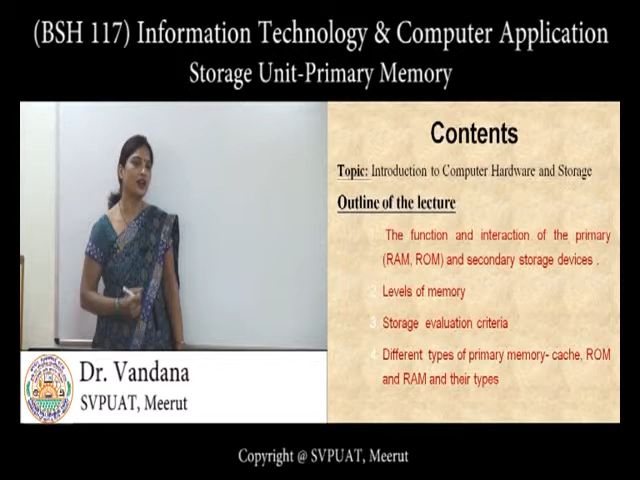 (BSH 117) Information Technology & Computer Application
Storage Unit-Primary Memory
Contents
Topic: Introduction to Computer Hardware and Storage
Outline of the lecture
The function and interaction of the primary
(RAM, ROM) and secondary storage devices .
2. Levels of memory
3. Storage evaluation criteria
4. Different types of primary memory- cache, ROM
and RAM and their types
Dr. Vandana
SVPUAT, Meerut
Copyright @ SVPUAT, Meerut